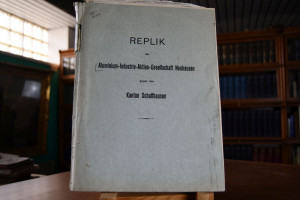 REPLIK
der
Aluminium-Industrie-Aktien-Gesellschaft Neuhausen
gegen den
Kanton Schaffhausen